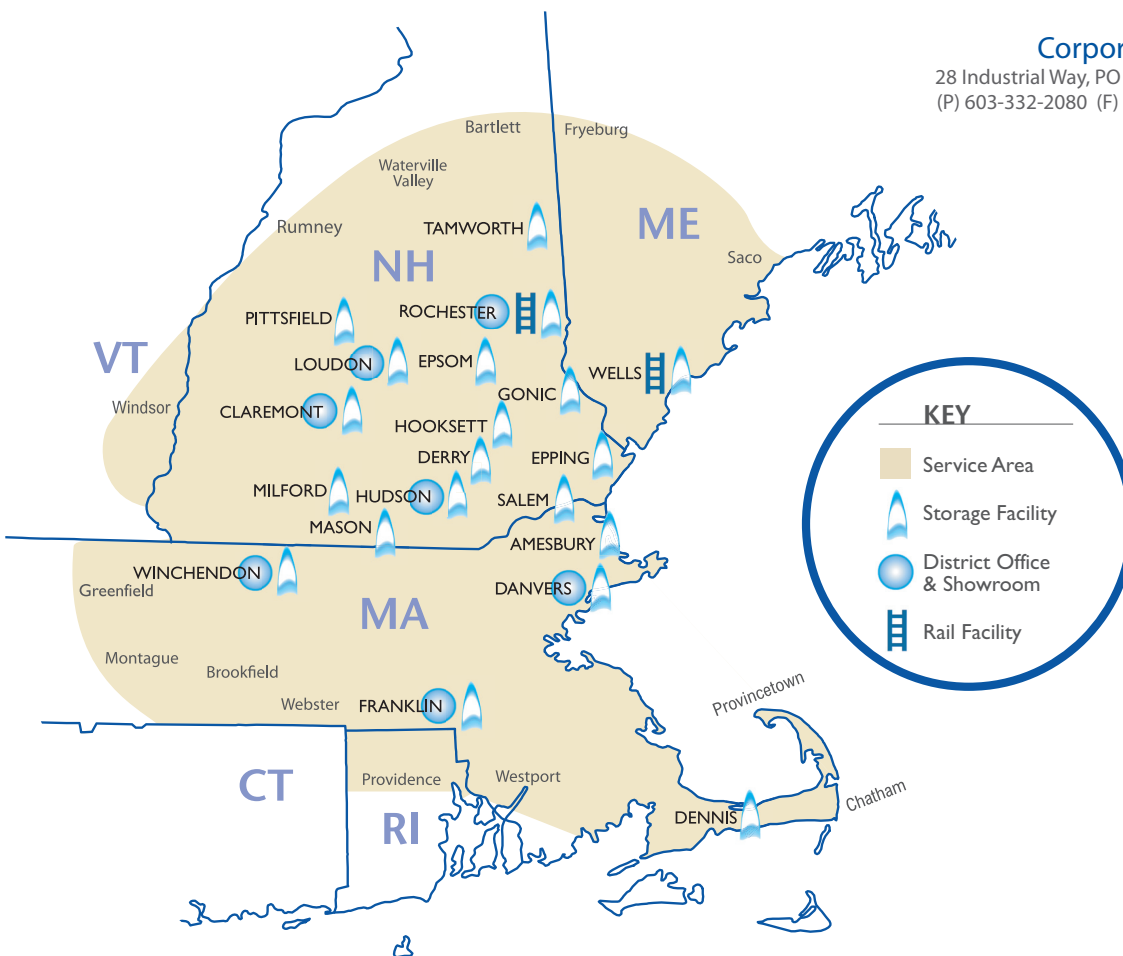 Corpor
28 Industrial Way, PO
(P) 603-332-2080 (F)
Bartlett
Fryeburg
Waterville
Valley
Rumney
TAMWORTH
ME
NH
Saco
PITTSFIELD
ROCHESTER
VT
LOUDON
EPSOM
WELLS
GONIC
Windsor
CLAREMONT
HOOKSETT
DERRY
EPPING
MILFORD
HUDSON
SALEM
MASON
AMESBURY
WINCHENDON
DANVERS
Greenfield
MA
Montague
Brookfield
Webster
FRANKLIN
Provincetown
CT
Providence
Westport
Chatham
RI
DENNIS
KEY
Service Area
Storage Facility
District Office
& Showroom
Rail Facility